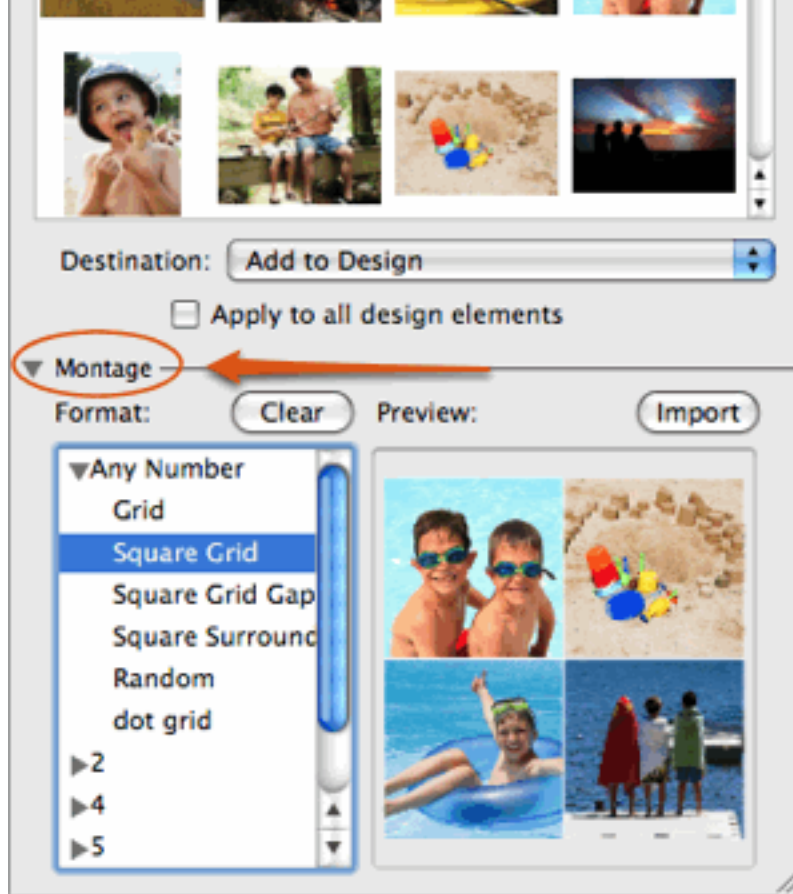 Destination: Add to Design
Apply to all design elements
Montage
Format: Clear Preview: Import
Any Number
Grid
Square Grid
Square Grid Gap
Square Surround
Random
dot grid
2
4
5